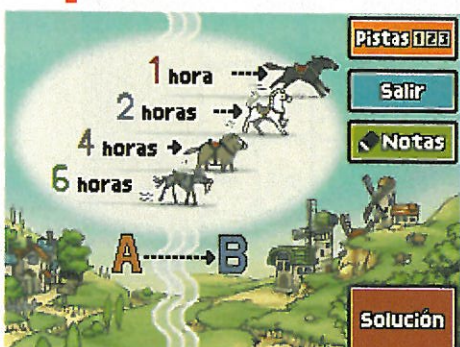 1 hora
2 horas
4 horas
6 horas
A B
Pistas 1 2 3
Salir
Notas
Solución